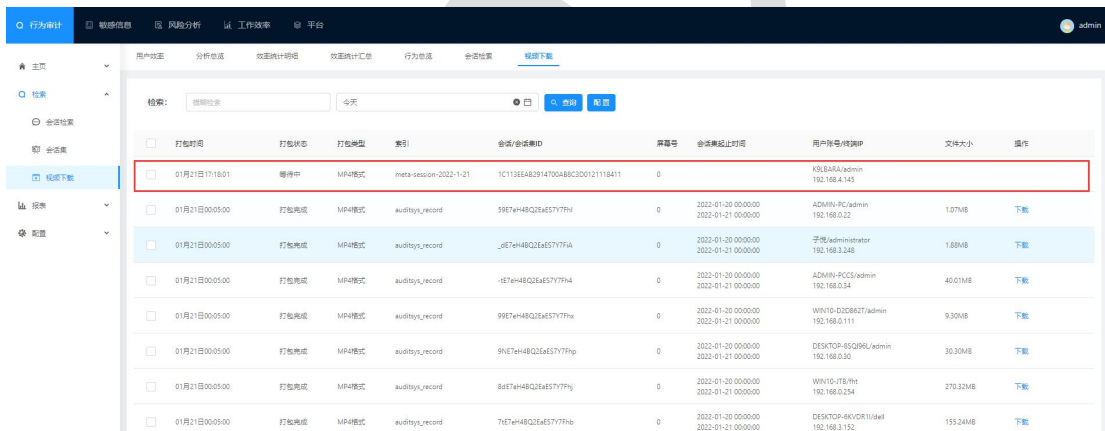 行为审计 敏感信息 风险分析 工作效率 平台 admin
主页 用户效率 分析总览 效率统计明细 效率统计汇总 行为总览 会话检索 视频下载
检索
会话检索
会话集
视频下载
报表
配置
检索: 模糊检索 今天 查询 配置
打包时间 打包状态 打包类型 索引 会话/会话集ID 屏幕号 会话集起止时间 用户账号/终端IP 文件大小 操作
01月21日17:18:01 等待中 MP4格式 meta-session-2022-1-21 1C113EEAB2914700AB8C3D0121118411 0 K9LBARA/admin
192.168.4.145
01月21日00:05:00 打包完成 MP4格式 auditsys_record 59E7eH4BQ2EaES7Y7FhI 0 2022-01-20 00:00:00 ADMIN-PC/admin 1.07MB 下载
2022-01-21 00:00:00 192.168.0.22
01月21日00:05:00 打包完成 MP4格式 auditsys_record _dE7eH4BQ2EaES7Y7FiA 0 2022-01-20 00:00:00 子悦/administrator 1.88MB 下载
2022-01-21 00:00:00 192.168.3.248
01月21日00:05:00 打包完成 MP4格式 auditsys_record -tE7eH4BQ2EaES7Y7Fh4 0 2022-01-20 00:00:00 ADMIN-PCCS/admin 40.01MB 下载
2022-01-21 00:00:00 192.168.0.34
01月21日00:05:00 打包完成 MP4格式 auditsys_record 99E7eH4BQ2EaES7Y7Fhx 0 2022-01-20 00:00:00 WIN10-D2D862T/admin 9.30MB 下载
2022-01-21 00:00:00 192.168.0.111
01月21日00:05:00 打包完成 MP4格式 auditsys_record 9NE7eH4BQ2EaES7Y7Fhp 0 2022-01-20 00:00:00 DESKTOP-8SQI96L/admin 30.30MB 下载
2022-01-21 00:00:00 192.168.0.30
01月21日00:05:00 打包完成 MP4格式 auditsys_record 8dE7eH4BQ2EaES7Y7Fhj 0 2022-01-20 00:00:00 WIN10-JTB/fht 270.32MB 下载
2022-01-21 00:00:00 192.168.0.254
01月21日00:05:00 打包完成 MP4格式 auditsys_record 7tE7eH4BQ2EaES7Y7Fhb 0 2022-01-20 00:00:00 DESKTOP-6KVDR1I/dell 155.24MB 下载
2022-01-21 00:00:00 192.168.3.152